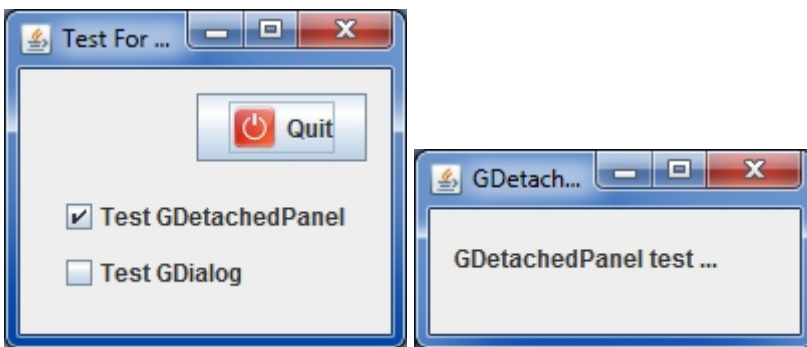 Test For ...
Quit
Test GDetachedPanel
Test GDialog
GDetach...
GDetachedPanel test ...